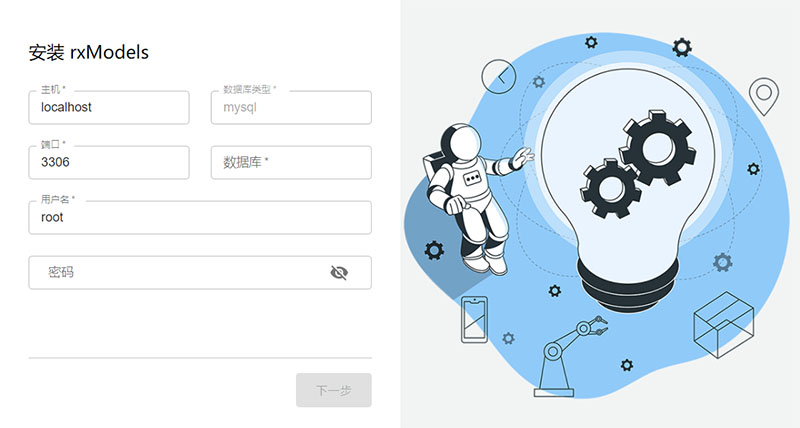 安装 rxModels
主机 *
localhost
数据库类型 *
mysql
端口 *
3306
数据库 *
用户名 *
root
密码
下一步